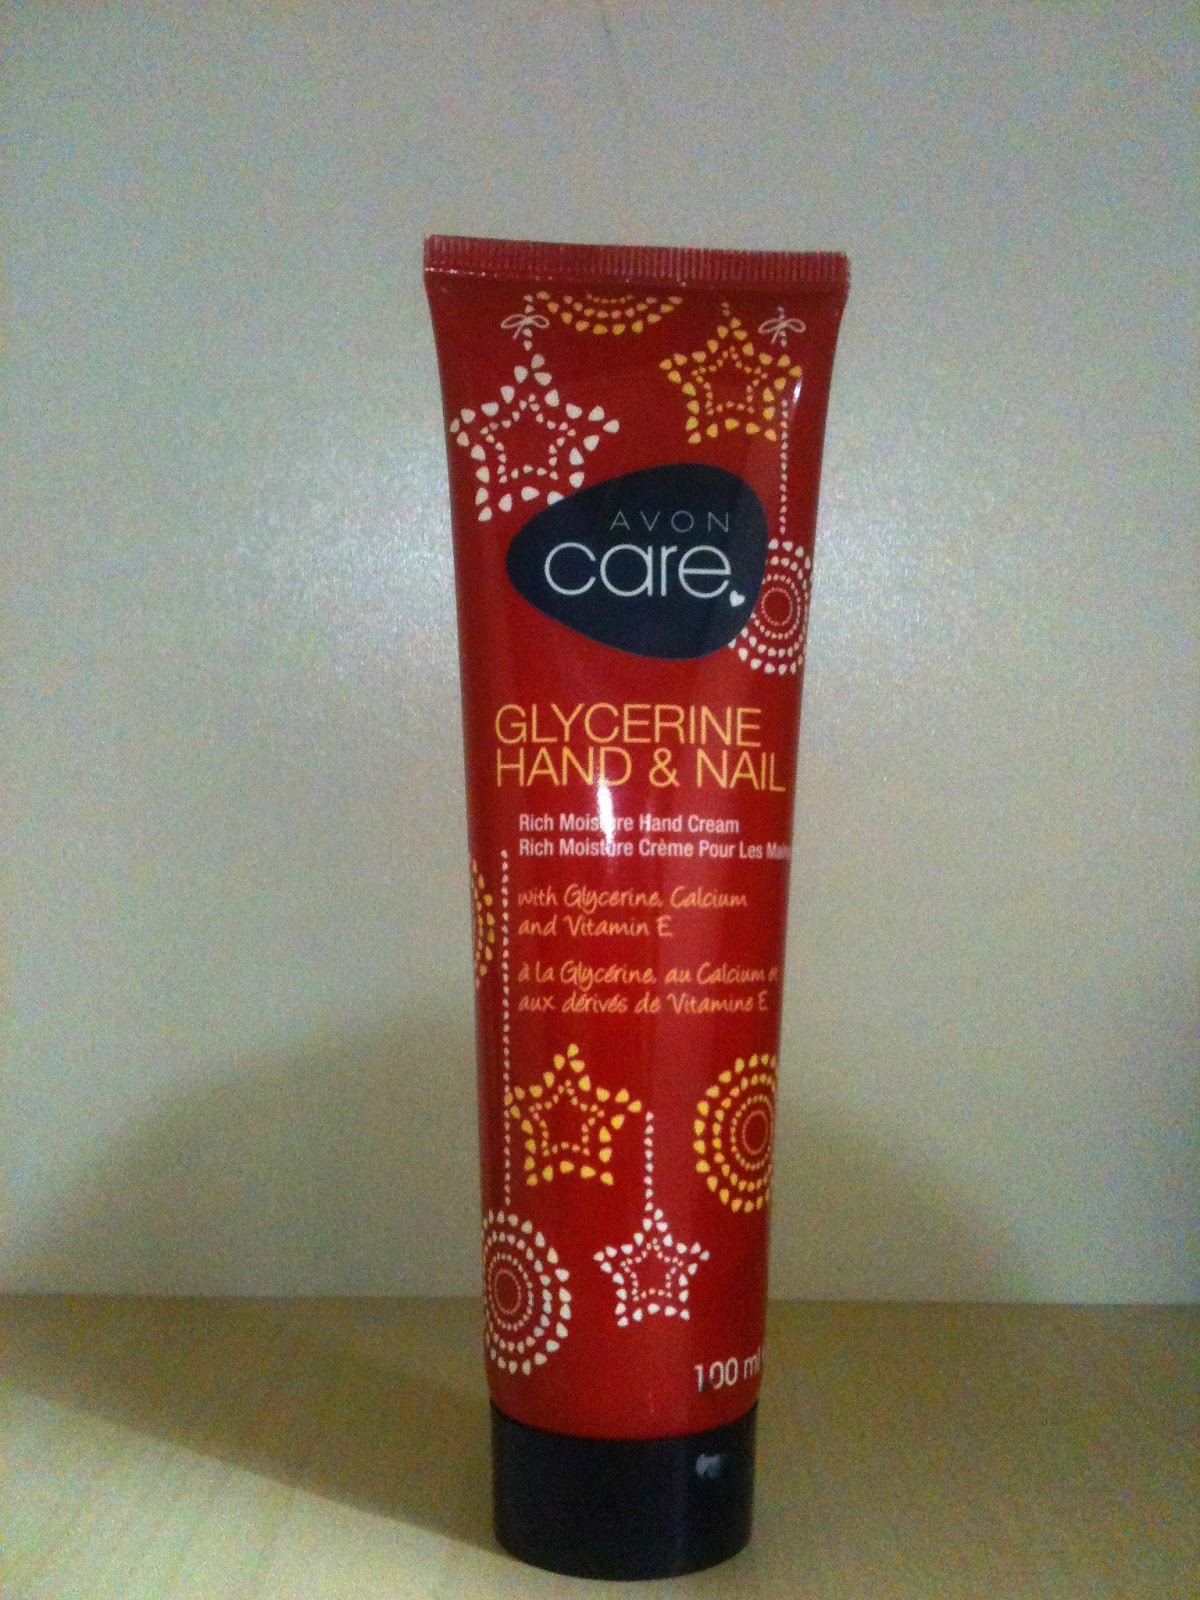 AVON
care
GLYCERINE
HAND & NAIL
Rich Moisture Hand Cream
Rich Moisture Crème Pour Les
with Glycerine, Calcium
and Vitamin E
à la Glycérine, au Calcium et
aux dérivés de Vitamine E
100 ml